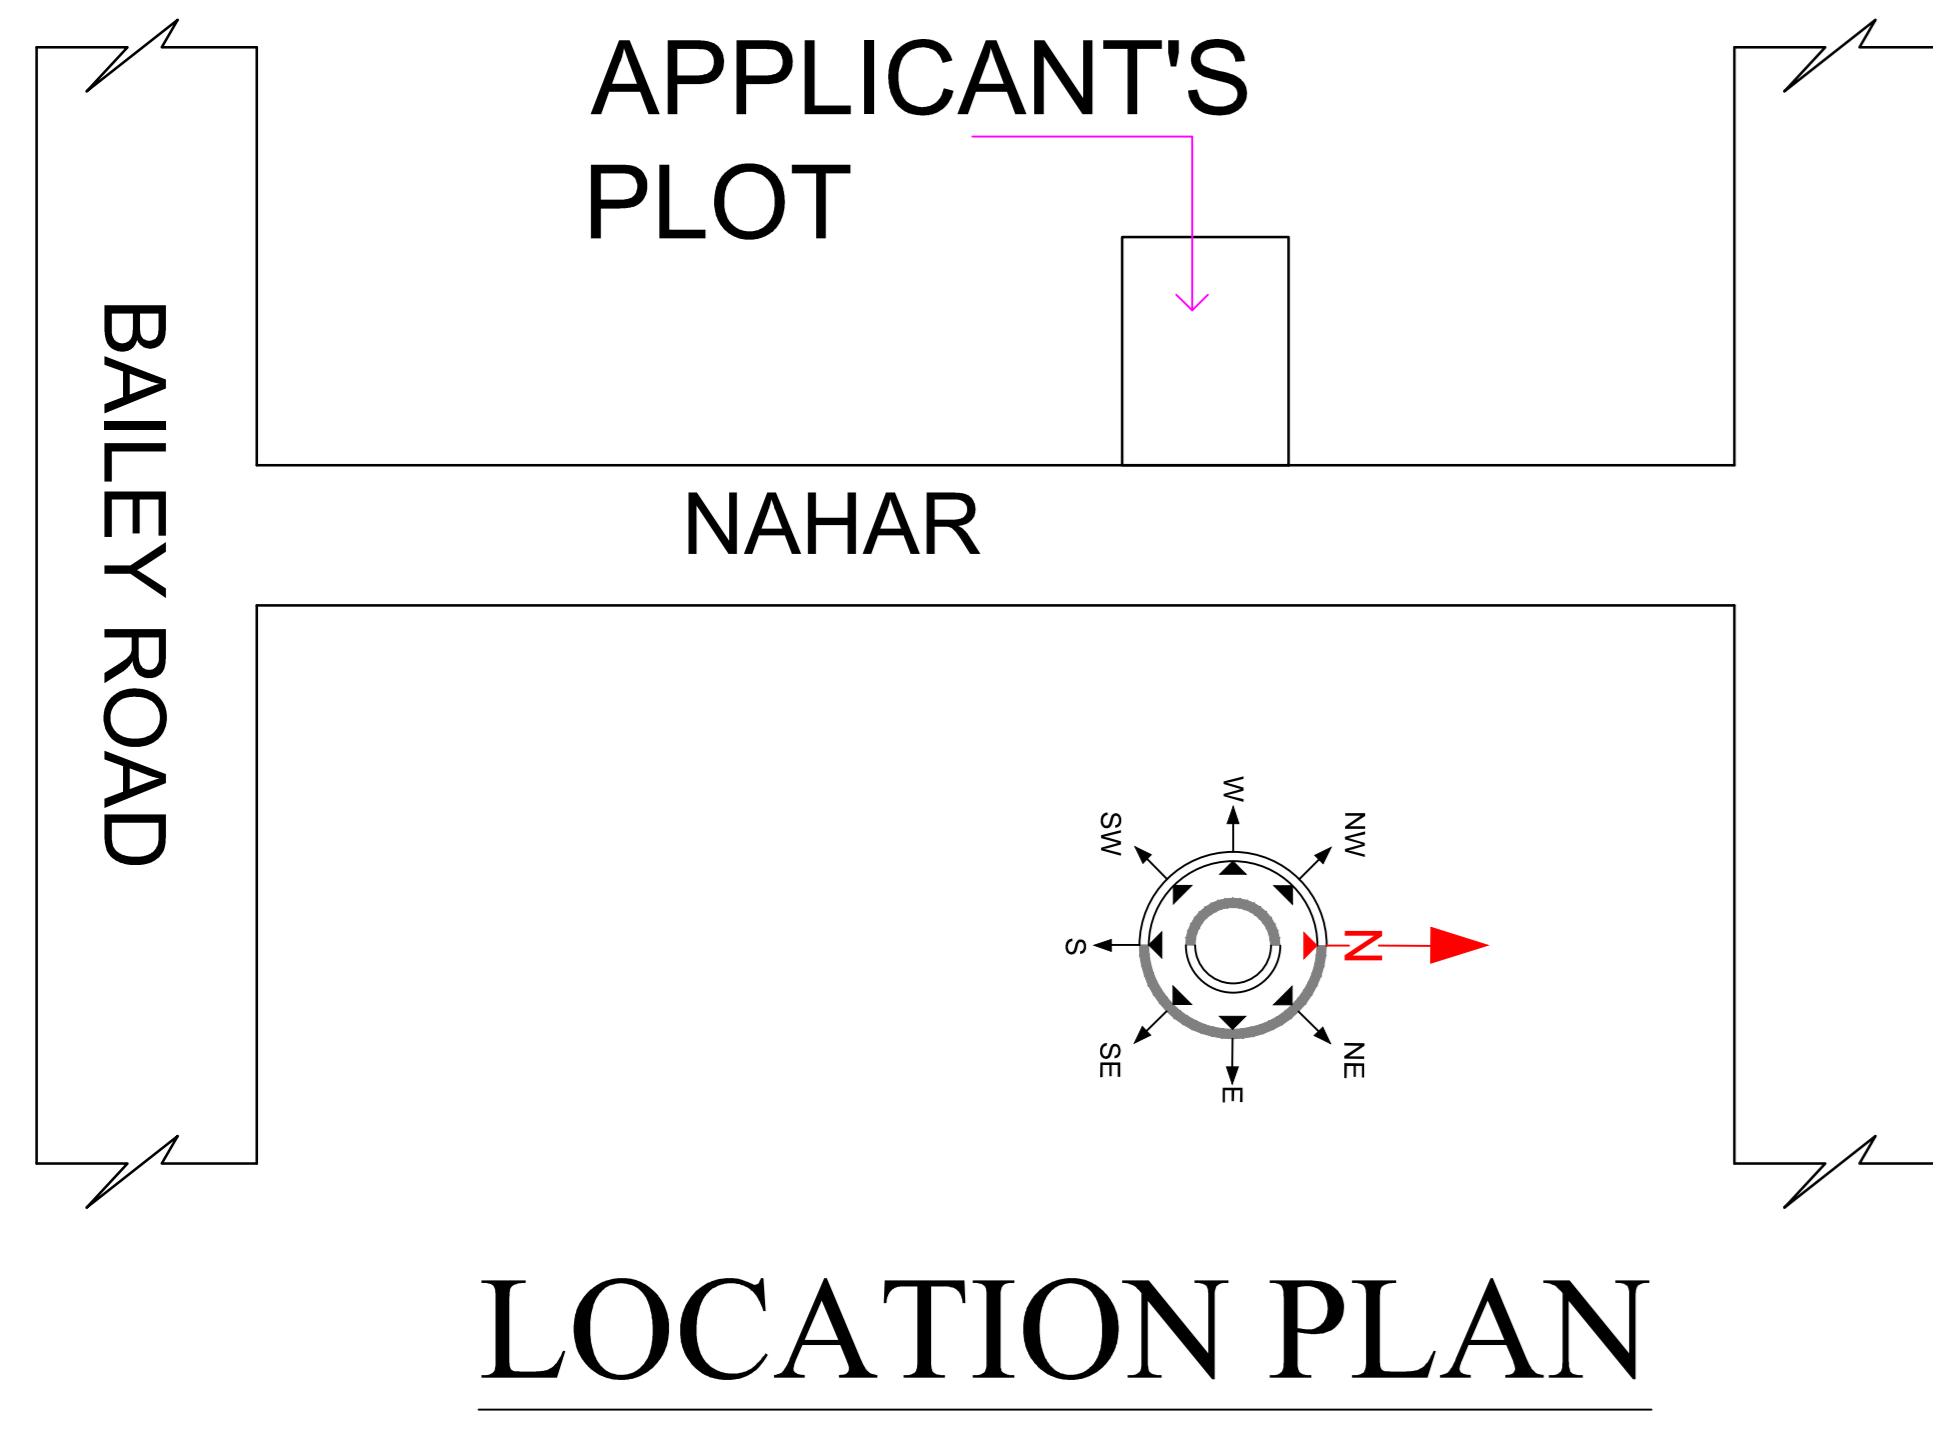 APPLICANT'S
PLOT
BAILEY ROAD
NAHAR
W
SW
NW
S
N
SE
NE
E
LOCATION PLAN